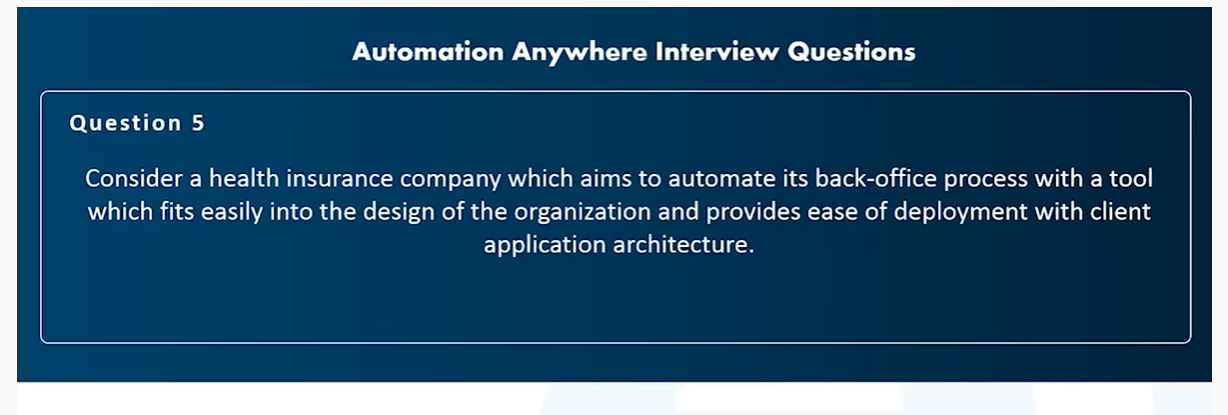 Automation Anywhere Interview Questions
Question 5
Consider a health insurance company which aims to automate its back-office process with a tool
which fits easily into the design of the organization and provides ease of deployment with client
application architecture.